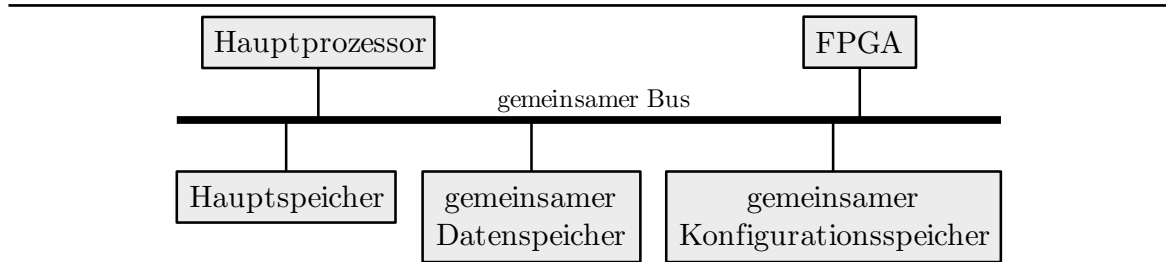 Hauptprozessor
FPGA
gemeinsamer Bus
Hauptspeicher
gemeinsamer
Datenspeicher
gemeinsamer
Konfigurationsspeicher